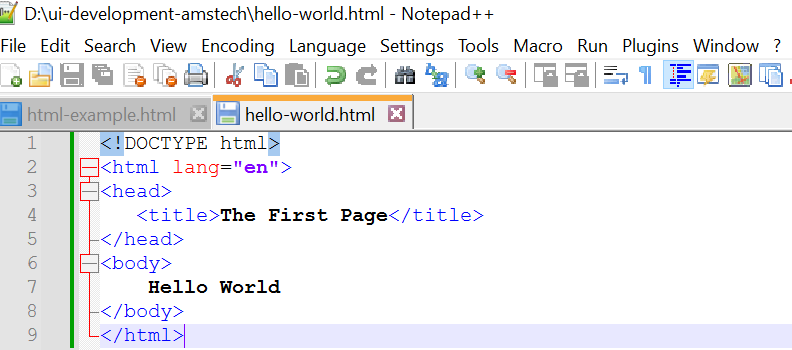 D:\ui-development-amstech\hello-world.html - Notepad++
File Edit Search View Encoding Language Settings Tools Macro Run Plugins Window ?
html-example.html hello-world.html
1 <!DOCTYPE html>
2 <html lang="en">
3 <head>
4 <title>The First Page</title>
5 </head>
6 <body>
7 Hello World
8 </body>
9 </html>